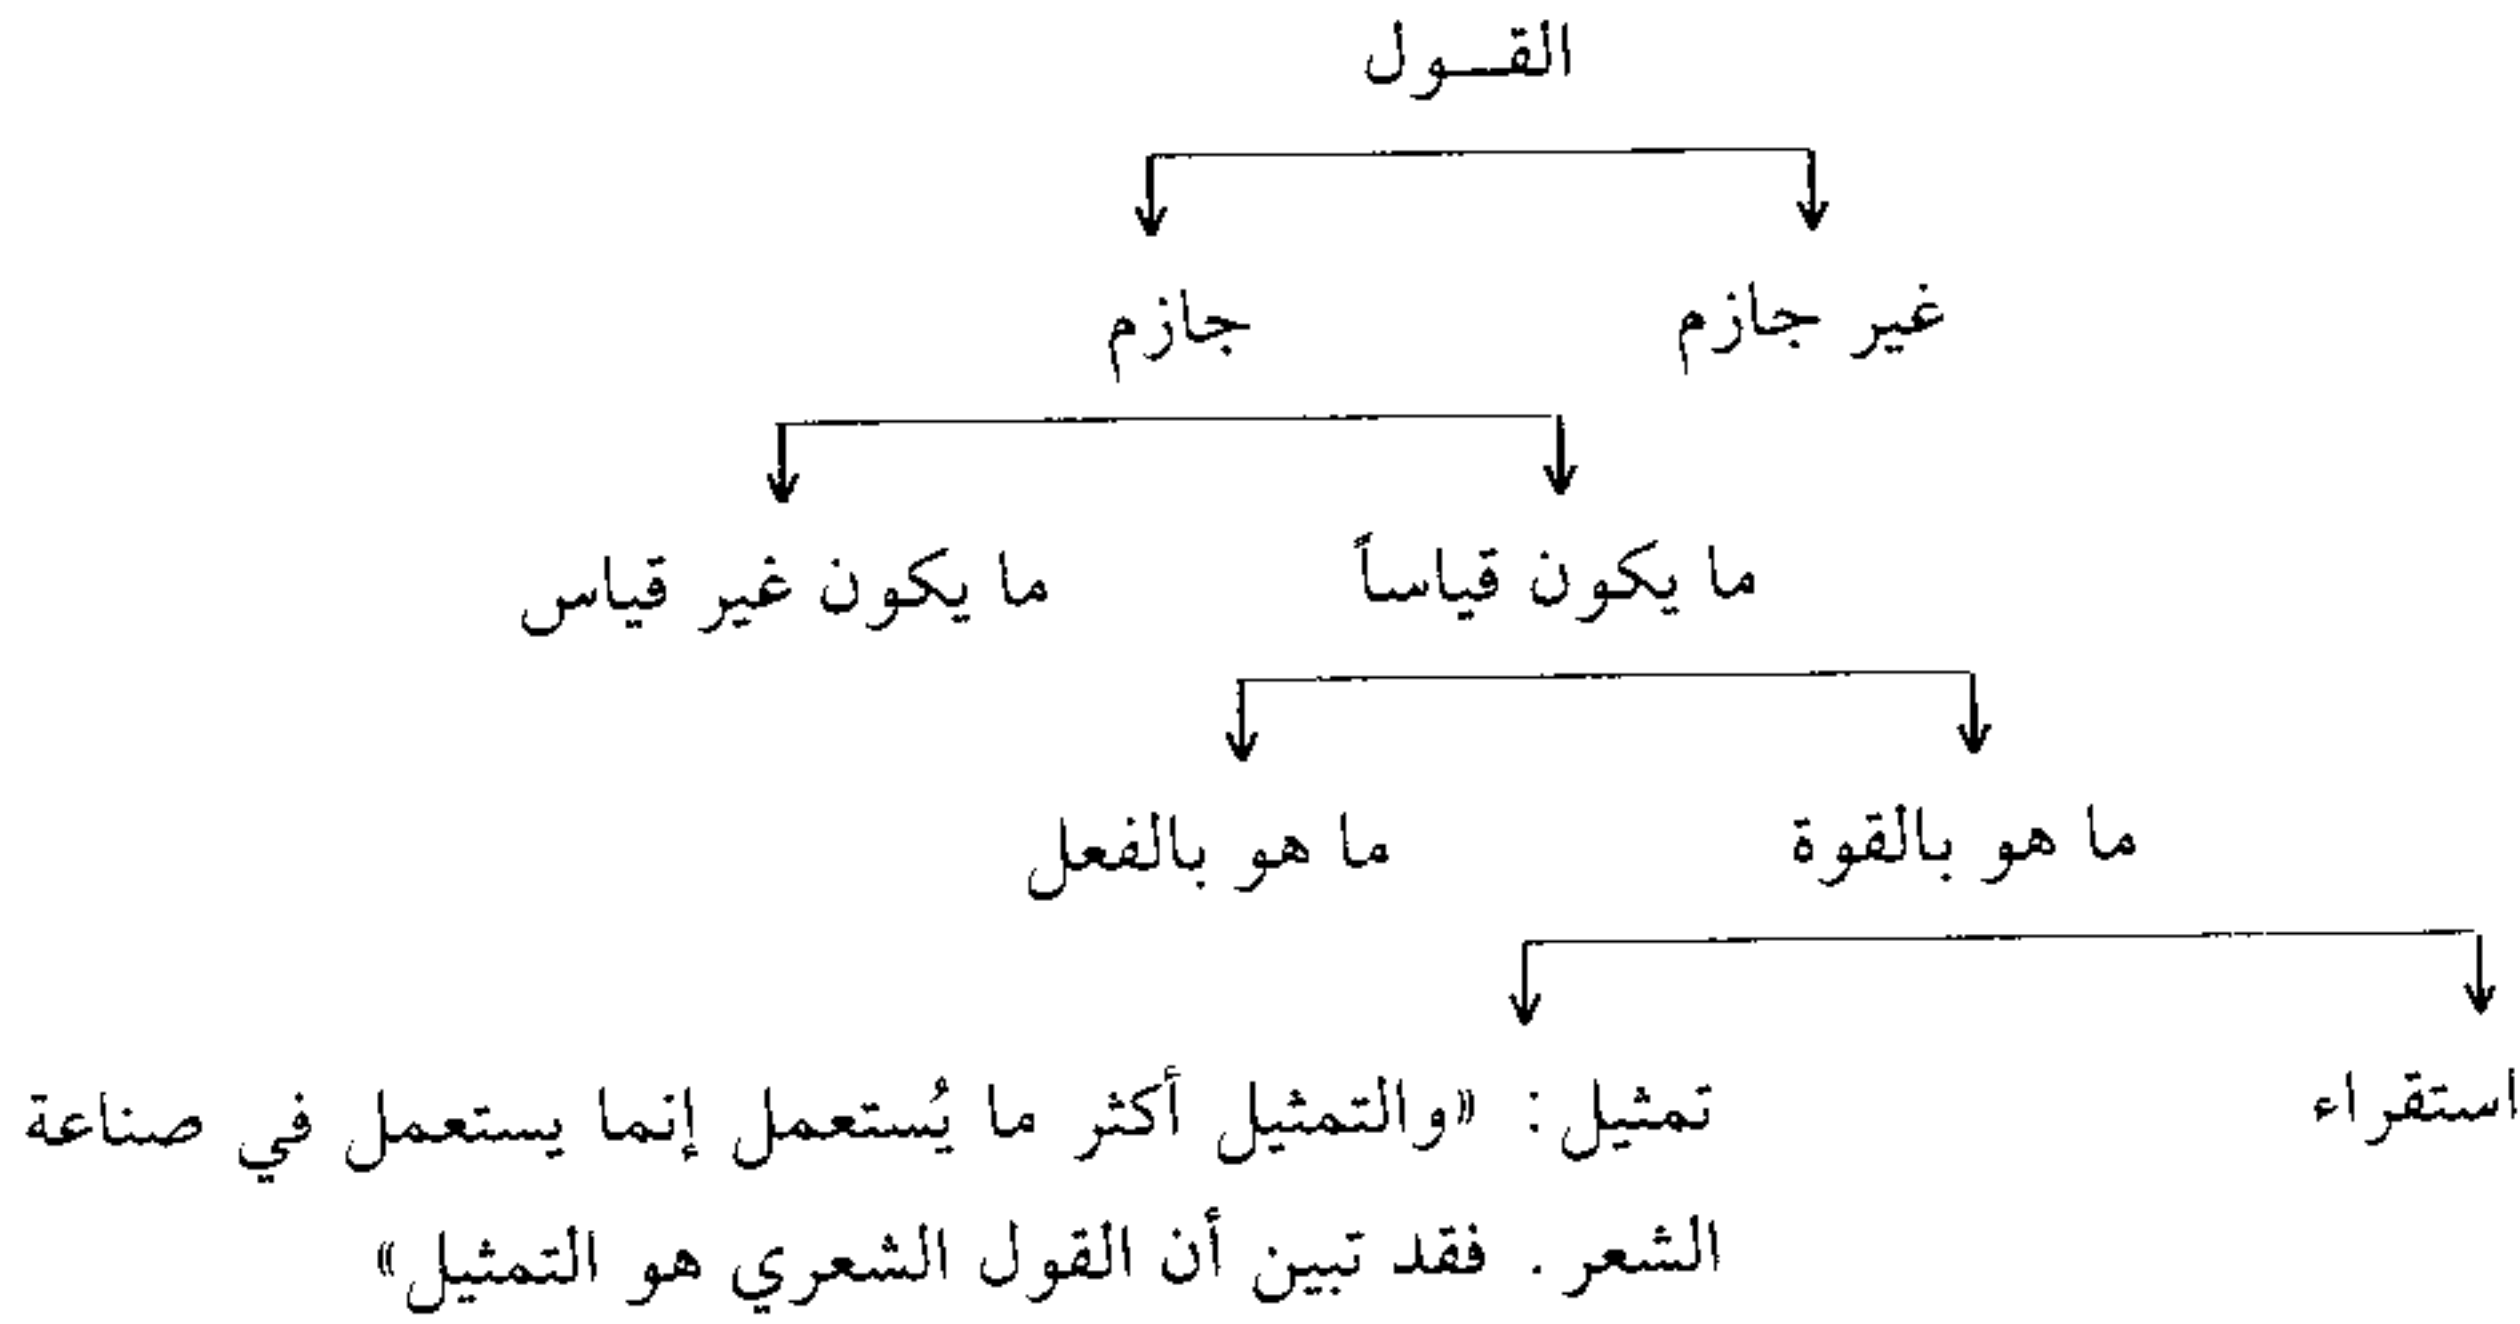 القـول
غير جازم جازم
ما يكون قياساً ما يكون غير قياس
ما هو بالقوة ما هو بالفعل
استقراء تمثيل: «والتمثيل أكثر ما يُستعمل إنما يستعمل في صناعة
الشعر. فقد تبين أن القول الشعري هو التمثيل»